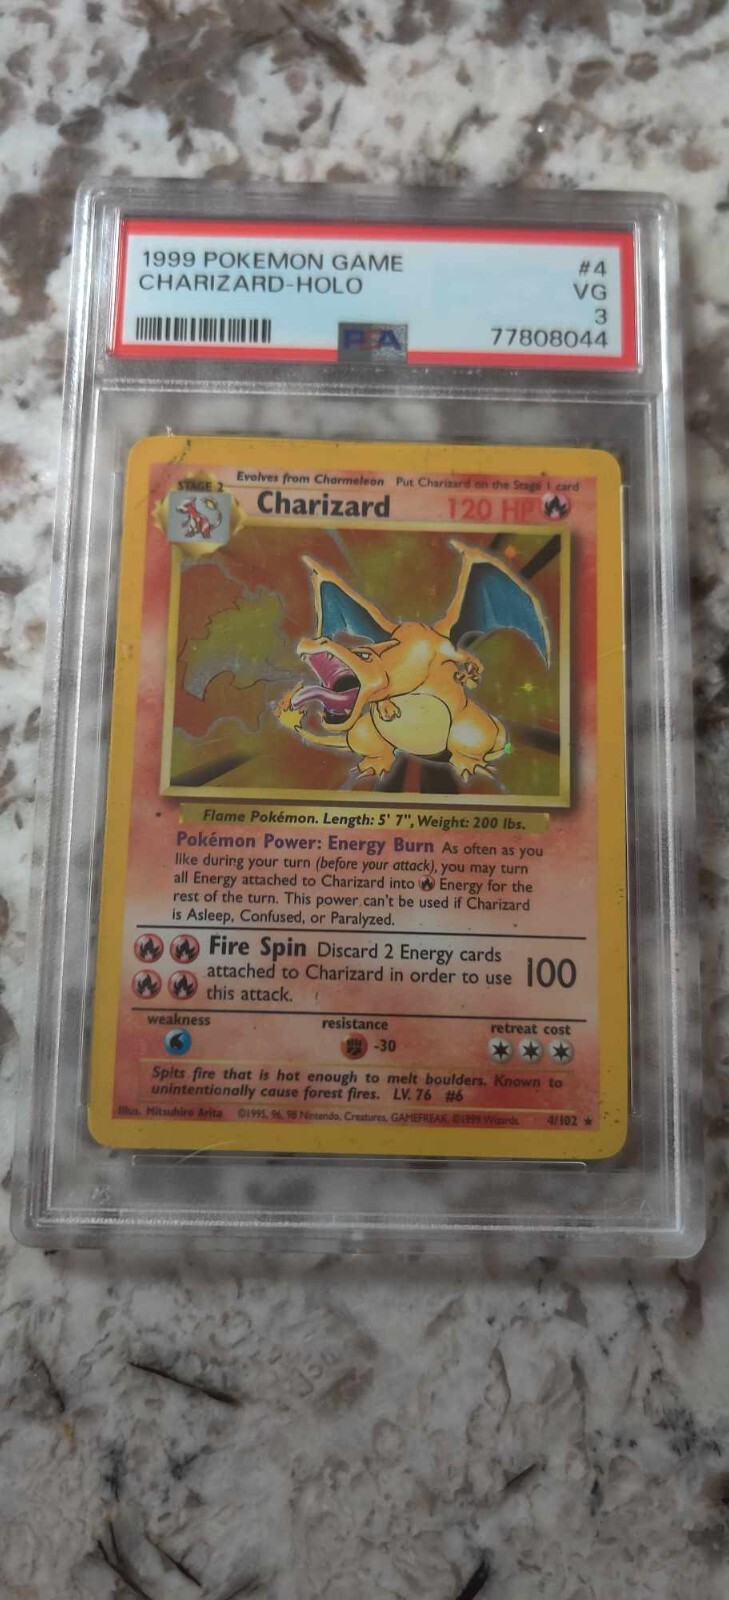 1999 POKEMON GAME #4
CHARIZARD-HOLO VG
3
PSA 77808044
Evolves from Charmeleon Put Charizard on the Stage 1 card
STAGE 2
Charizard 120 HP
Flame Pokémon. Length: 5' 7", Weight: 200 lbs.
Pokémon Power: Energy Burn As often as you
like during your turn (before your attack), you may turn
all Energy attached to Charizard into Energy for the
rest of the turn. This power can't be used if Charizard
is Asleep, Confused, or Paralyzed.
Fire Spin Discard 2 Energy cards
attached to Charizard in order to use 100
this attack.
weakness resistance retreat cost
-30
Spits fire that is hot enough to melt boulders. Known to
unintentionally cause forest fires. LV. 76 #6
Illus. Mitsuhiro Arita ©1995, 96, 98 Nintendo, Creatures, GAMEFREAK. ©1999 Wizards. 4/102